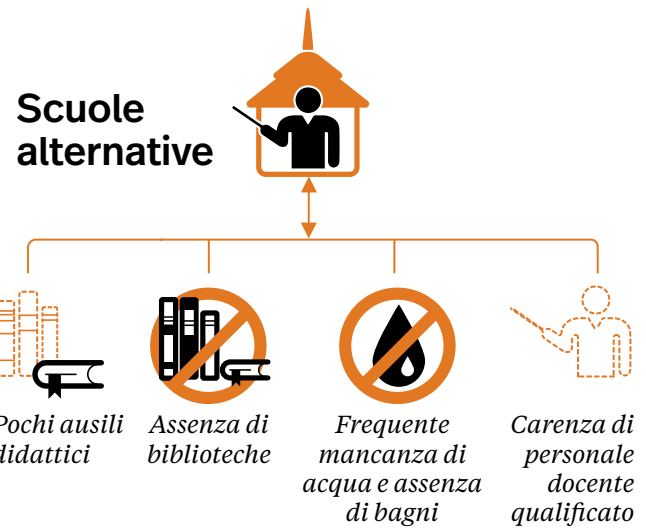 Scuole
alternative
Pochi ausili
didattici
Assenza di
biblioteche
Frequente
mancanza di
acqua e assenza
di bagni
Carenza di
personale
docente
qualificato